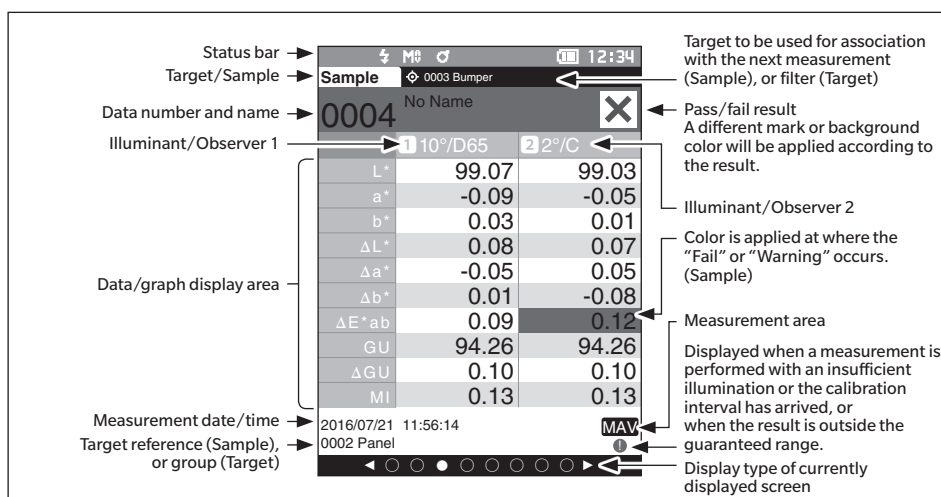 Status bar
Target/Sample
Data number and name
Illuminant/Observer 1
Data/graph display area
Measurement date/time
Target reference (Sample),
or group (Target)
12:34
Sample 0003 Bumper
0004 No Name
1 10°/D65 2 2°/C
L* 99.07 99.03
a* -0.09 -0.05
b* 0.03 0.01
ΔL* 0.08 0.07
Δa* -0.05 0.05
Δb* 0.01 -0.08
ΔE*ab 0.09 0.12
GU 94.26 94.26
ΔGU 0.10 0.10
MI 0.13 0.13
2016/07/21 11:56:14 MAV
0002 Panel
Target to be used for association
with the next measurement
(Sample), or filter (Target)
Pass/fail result
A different mark or background
color will be applied according to
the result.
Illuminant/Observer 2
Color is applied at where the
“Fail” or “Warning” occurs.
(Sample)
Measurement area
Displayed when a measurement is
performed with an insufficient
illumination or the calibration
interval has arrived, or
when the result is outside the
guaranteed range.
Display type of currently
displayed screen